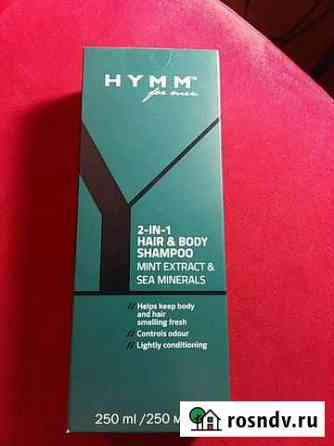 HYMM™
for men
2-IN-1
HAIR & BODY
SHAMPOO
MINT EXTRACT &
SEA MINERALS
// Helps keep body
and hair
smelling fresh
// Controls odour
// Lightly conditioning
250 ml /250 м
rosndv.ru